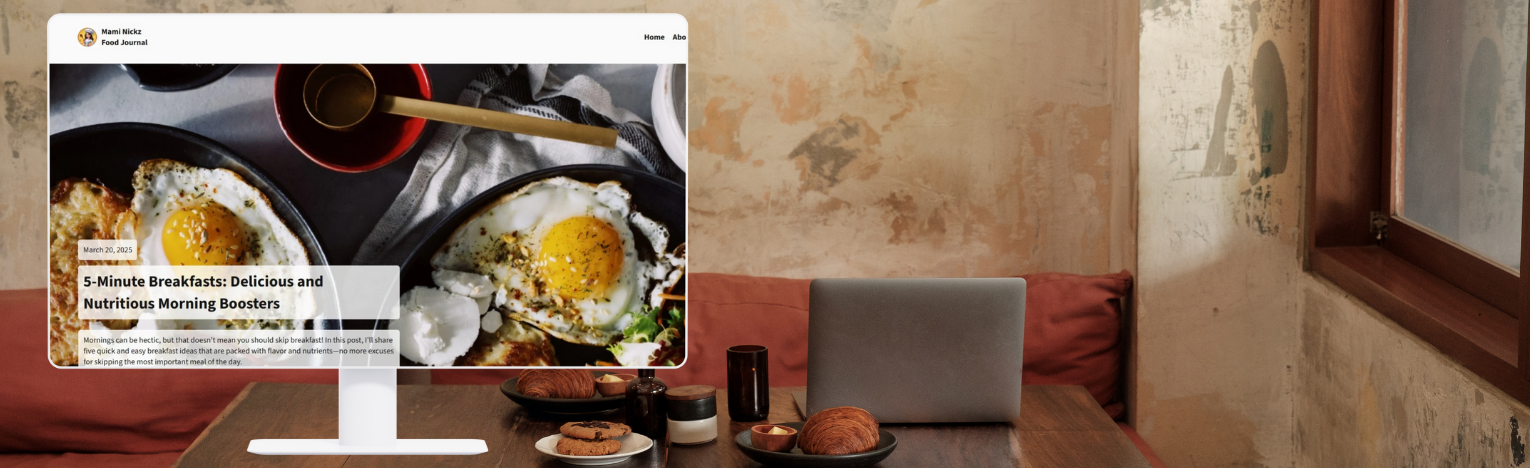 Mami Nickz
Food Journal
Home Abo
March 20, 2025
5-Minute Breakfasts: Delicious and
Nutritious Morning Boosters
Mornings can be hectic, but that doesn't mean you should skip breakfast! In this post, I'll share
five quick and easy breakfast ideas that are packed with flavor and nutrients—no more excuses
for skipping the most important meal of the day.